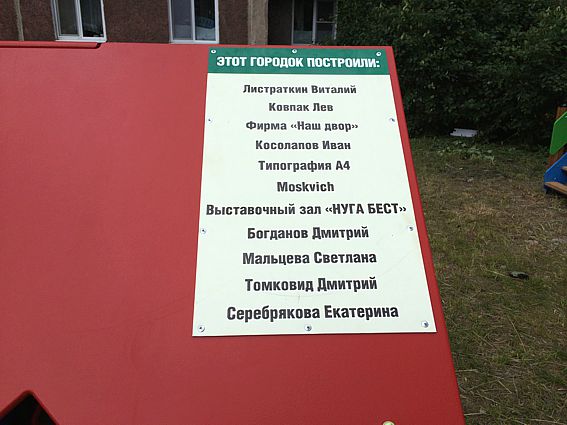 ЭТОТ ГОРОДОК ПОСТРОИЛИ:
Листраткин Виталий
Ковпак Лев
Фирма «Наш двор»
Косолапов Иван
Типография А4
Moskvich
Выставочный зал «НУГА БЕСТ»
Богданов Дмитрий
Мальцева Светлана
Томковид Дмитрий
Серебрякова Екатерина